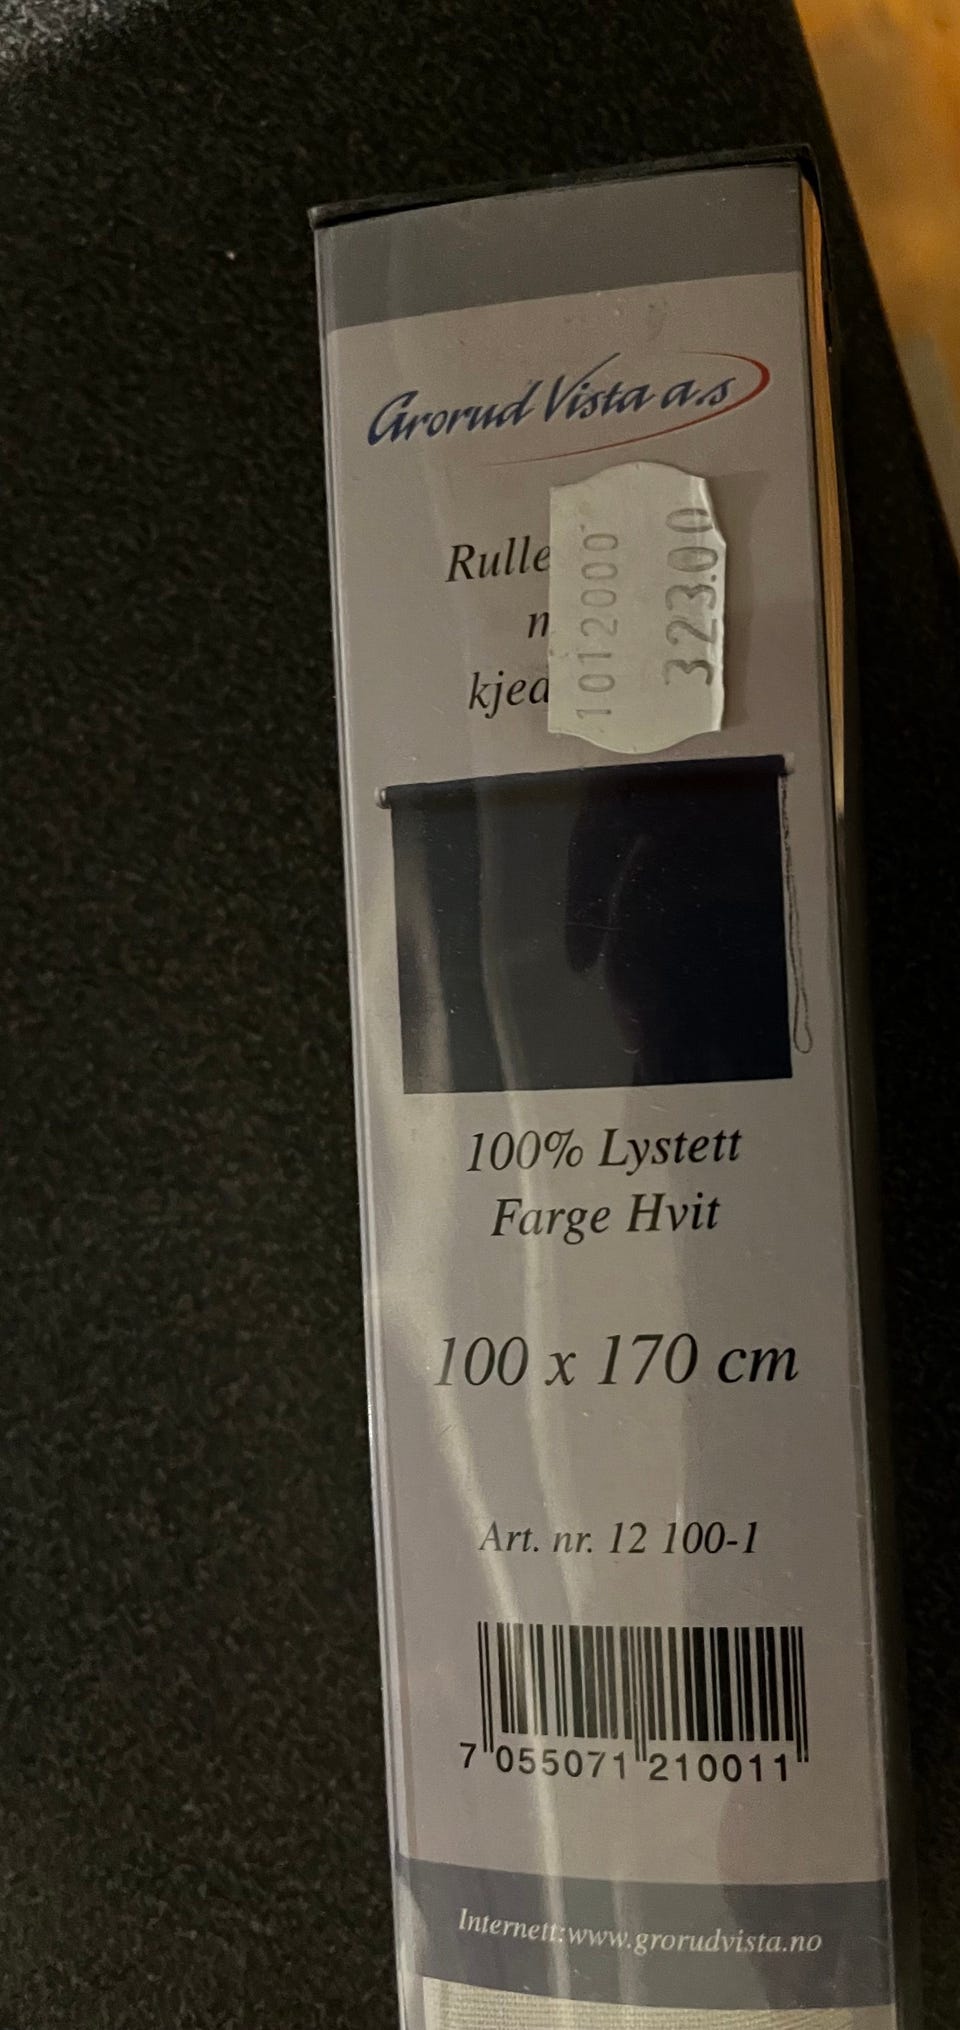 Grorud Vista a.s
Rulle
10120000
323.00
kjed
100% Lystett
Farge Hvit
100 x 170 cm
Art. nr. 12 100-1
7 055071 210011
Internett:www.grorudvista.no